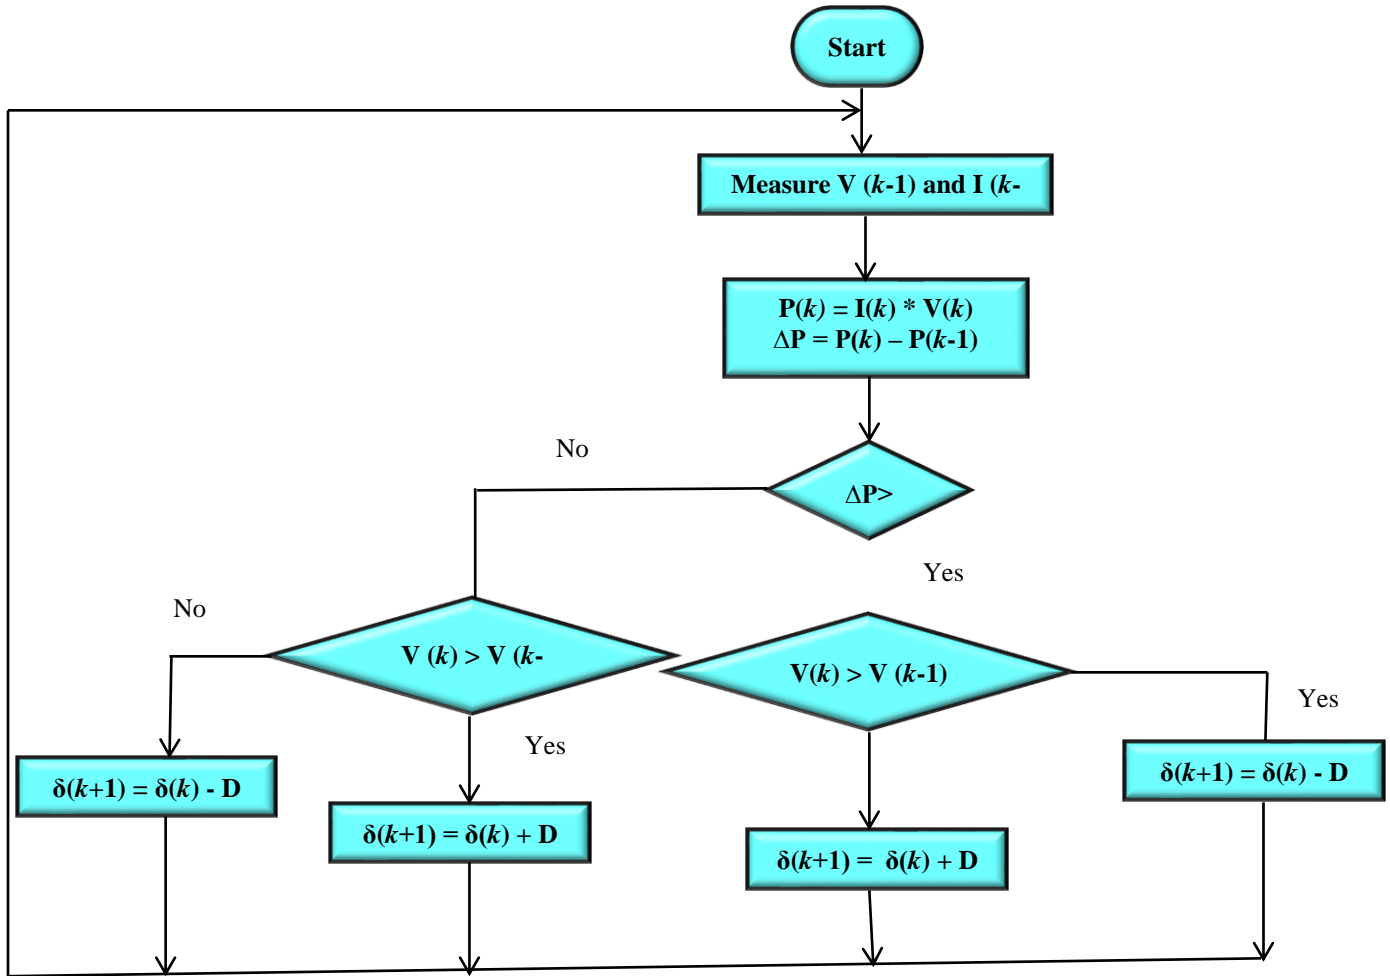 Start
Measure V (k-1) and I (k-
P(k) = I(k) * V(k)
ΔP = P(k) – P(k-1)
No
ΔP>
Yes
No
V (k) > V (k-
V(k) > V (k-1)
Yes
Yes
δ(k+1) = δ(k) - D
δ(k+1) = δ(k) + D
δ(k+1) =  δ(k) + D
δ(k+1) = δ(k) - D